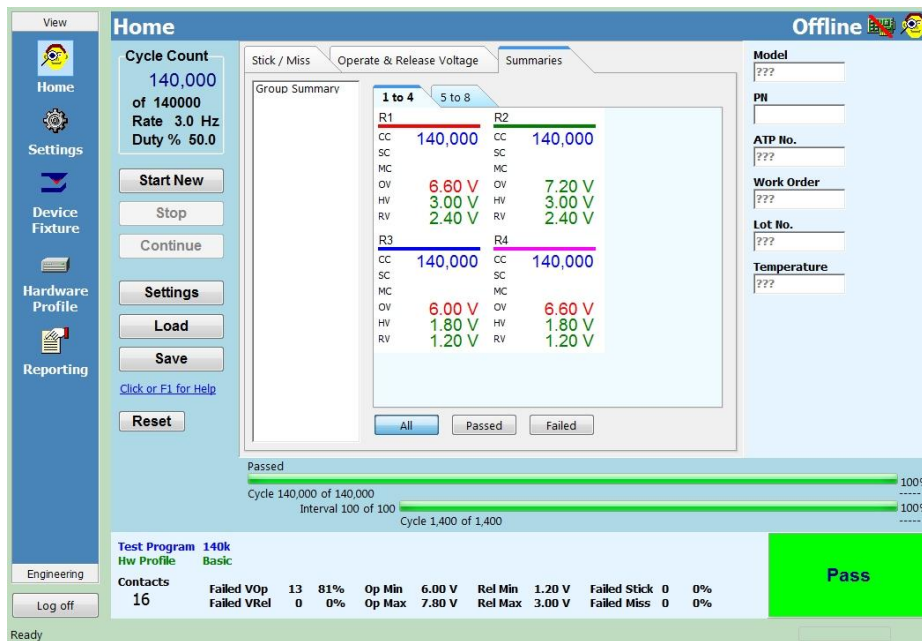 View
Home
Settings
Device
Fixture
Hardware
Profile
Reporting
Engineering
Log off
Ready
Home
Offline
Cycle Count
140,000
of 140000
Rate 3.0 Hz
Duty % 50.0
Start New
Stop
Continue
Settings
Load
Save
Click or F1 for Help
Reset
Stick / Miss Operate & Release Voltage Summaries
Group Summary
1 to 4 5 to 8
R1 R2
CC 140,000 CC 140,000
SC SC
MC MC
OV 6.60 V OV 7.20 V
HV 3.00 V HV 3.00 V
RV 2.40 V RV 2.40 V
R3 R4
CC 140,000 CC 140,000
SC SC
MC MC
OV 6.00 V OV 6.60 V
HV 1.80 V HV 1.80 V
RV 1.20 V RV 1.20 V
All Passed Failed
Model
???
PN
ATP No.
???
Work Order
???
Lot No.
???
Temperature
???
Passed
100%
Cycle 140,000 of 140,000 -----
Interval 100 of 100 100%
Cycle 1,400 of 1,400 -----
Test Program 140k
Hw Profile Basic
Contacts
16
Failed VOp 13 81% Op Min 6.00 V Rel Min 1.20 V Failed Stick 0 0%
Failed VRel 0 0% Op Max 7.80 V Rel Max 3.00 V Failed Miss 0 0%
Pass